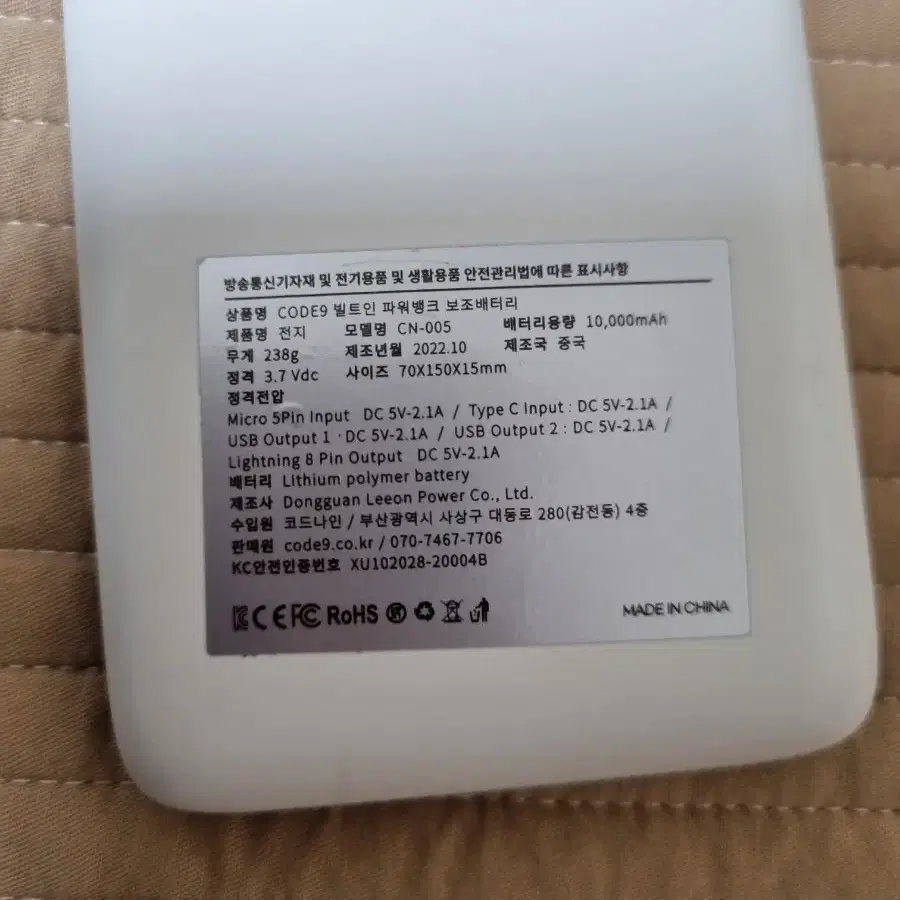 방송통신기자재 및 전기용품 및 생활용품 안전관리법에 따른 표시사항
상품명 CODE9 빌트인 파워뱅크 보조배터리
제품명 전지 모델명 CN-005 배터리용량 10,000mAh
무게 238g 제조년월 2022.10 제조국 중국
정격 3.7 Vdc 사이즈 70X150X15mm
정격전압
Micro 5Pin Input DC 5V-2.1A / Type C Input : DC 5V-2.1A /
USB Output 1 : DC 5V-2.1A / USB Output 2 : DC 5V-2.1A /
Lightning 8 Pin Output DC 5V-2.1A
배터리 Lithium polymer battery
제조사 Dongguan Leeon Power Co., Ltd.
수입원 코드나인 / 부산광역시 사상구 대동로 280(감전동) 4층
판매원 code9.co.kr / 070-7467-7706
KC안전인증번호 XU102028-20004B
KC CE FC RoHS MADE IN CHINA